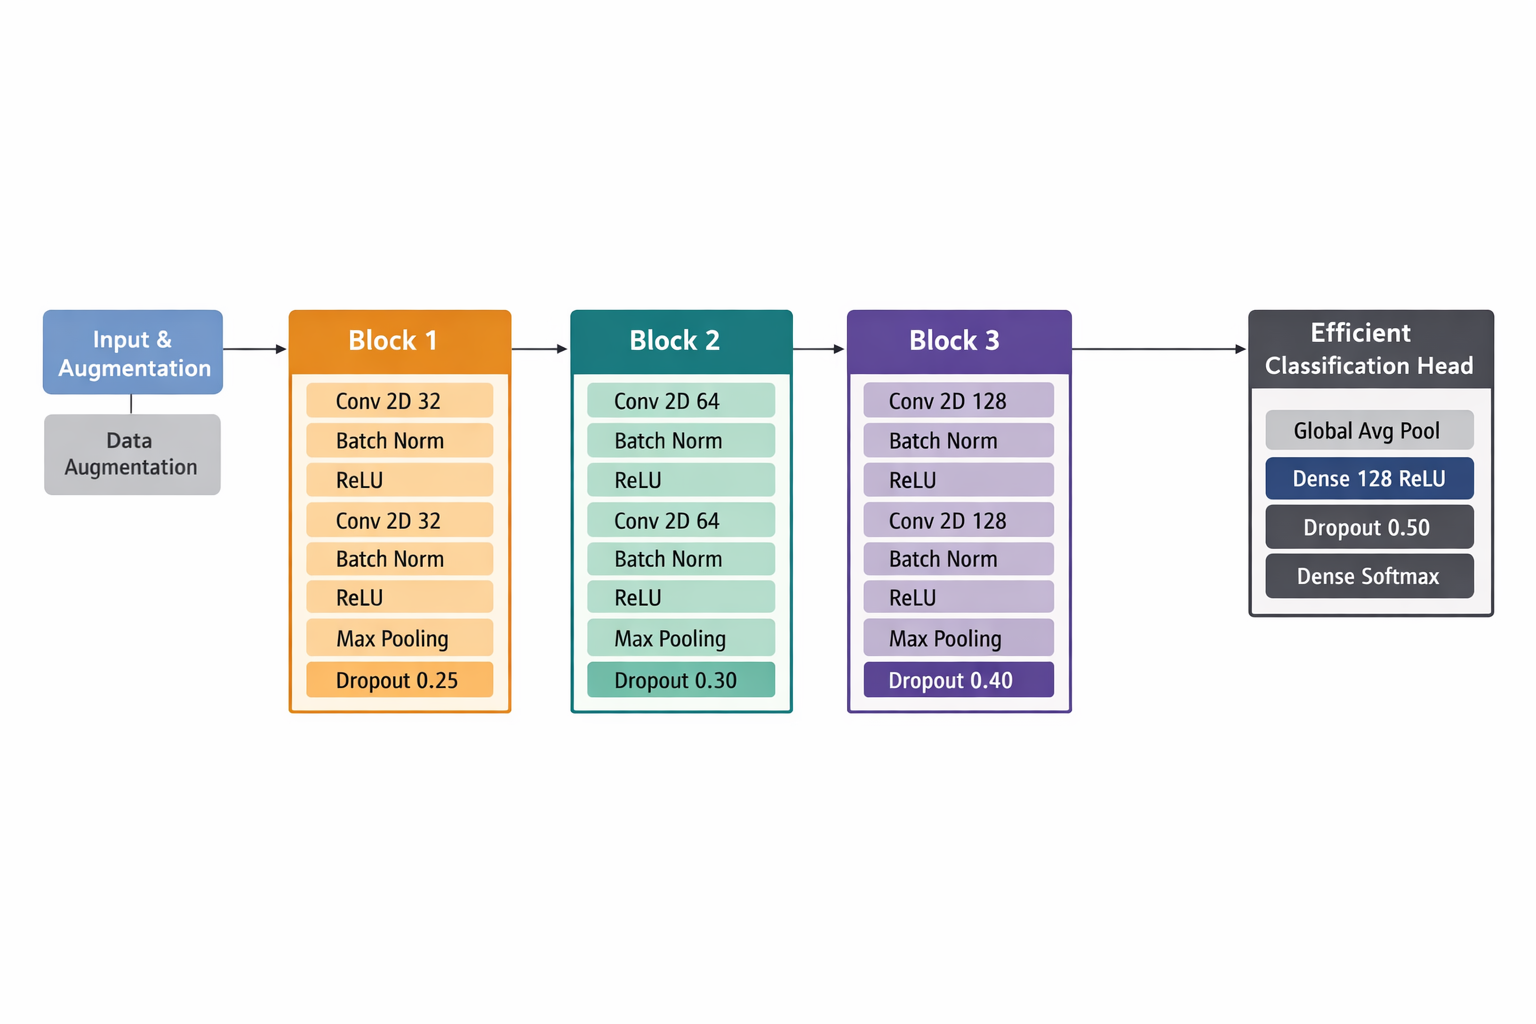 Input &
Augmentation
Data
Augmentation
Block 1
Conv 2D 32
Batch Norm
ReLU
Conv 2D 32
Batch Norm
ReLU
Max Pooling
Dropout 0.25
Block 2
Conv 2D 64
Batch Norm
ReLU
Conv 2D 64
Batch Norm
ReLU
Max Pooling
Dropout 0.30
Block 3
Conv 2D 128
Batch Norm
ReLU
Conv 2D 128
Batch Norm
ReLU
Max Pooling
Dropout 0.40
Efficient
Classification Head
Global Avg Pool
Dense 128 ReLU
Dropout 0.50
Dense Softmax